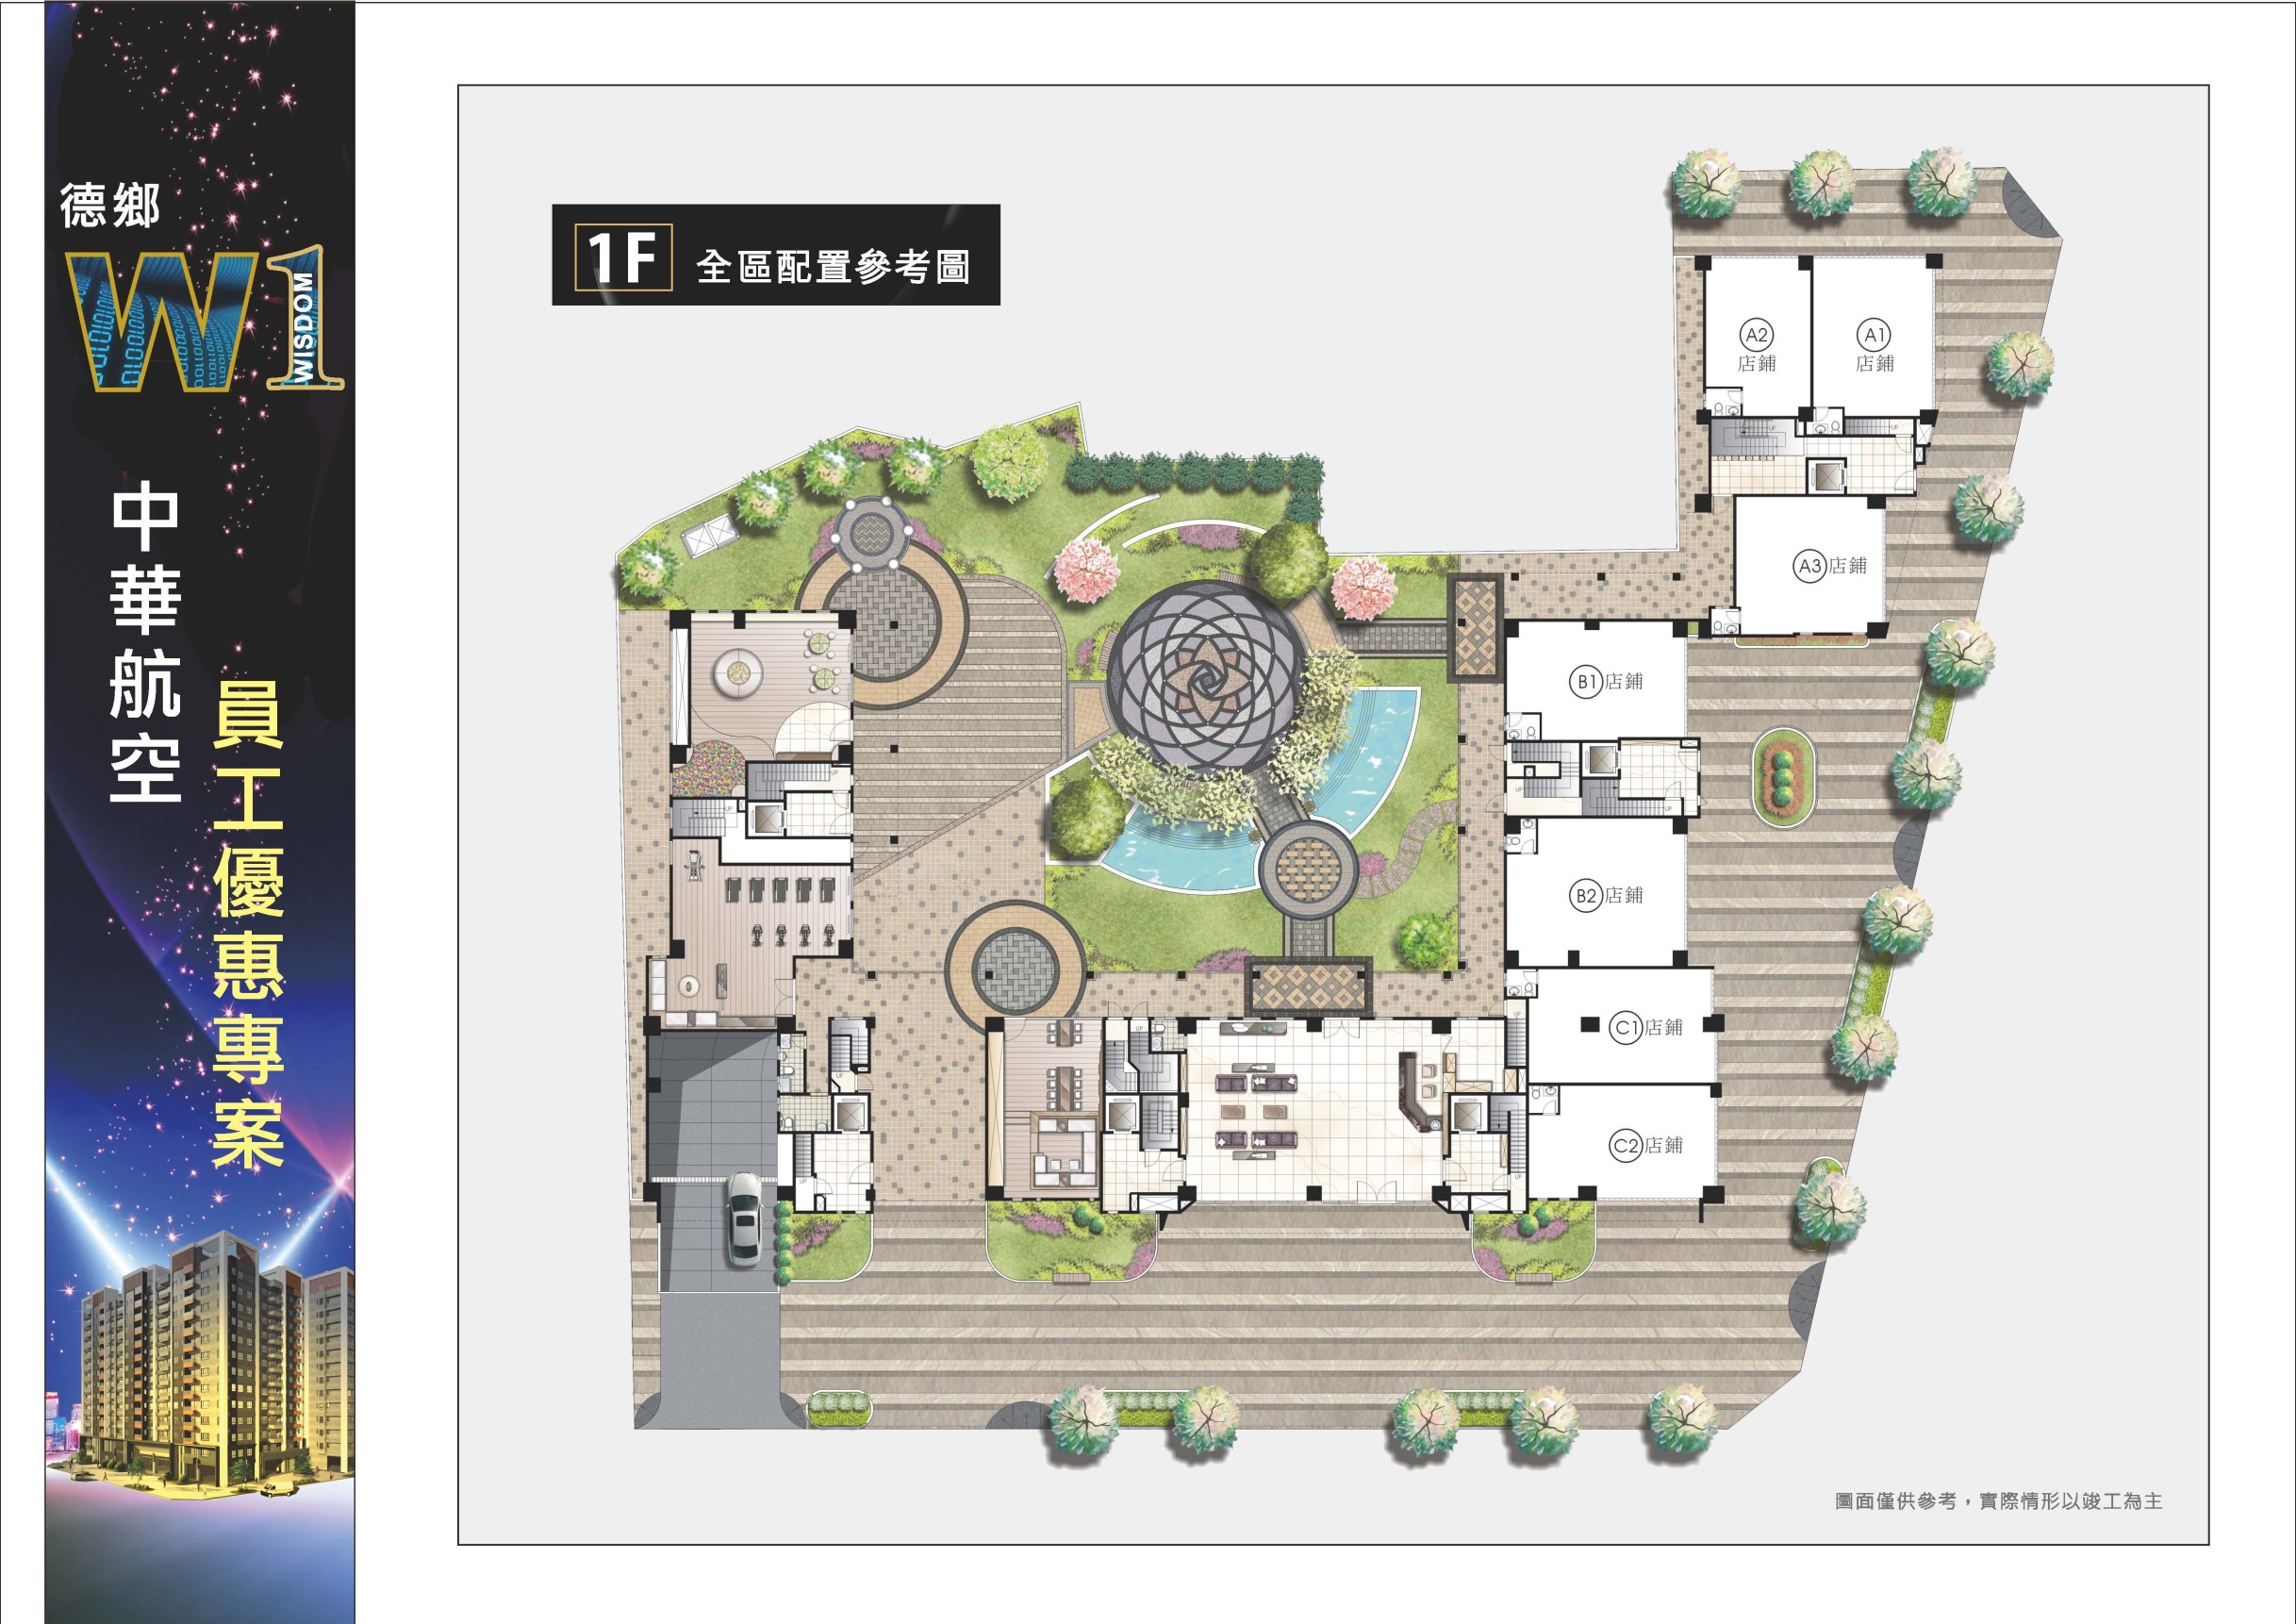 德鄉
W1
WISDOM
中華航空
員工優惠專案
1F 全區配置參考圖
A2
店鋪
A1
店鋪
A3 店鋪
B1 店鋪
B2 店鋪
C1 店鋪
C2 店鋪
圖面僅供參考，實際情形以竣工為主